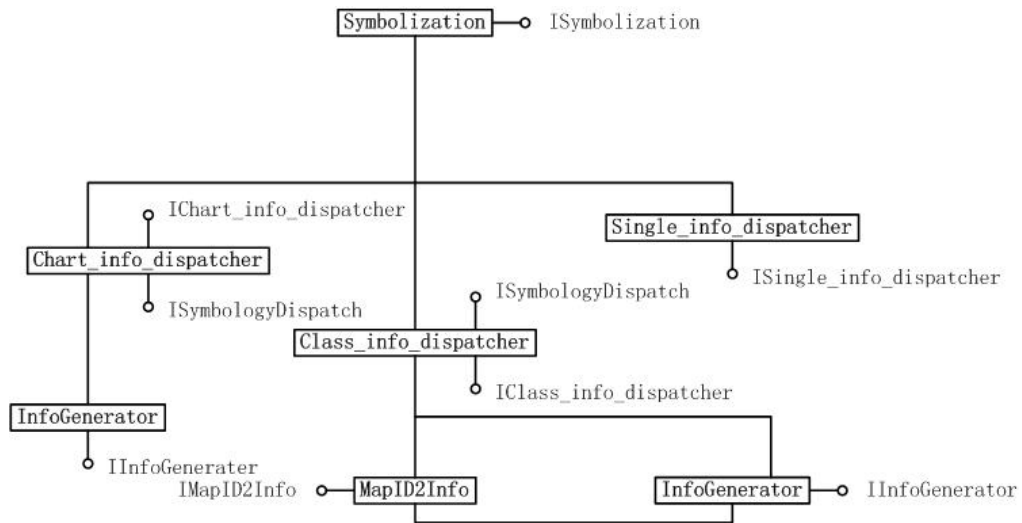 Symbolization
ISymbolization
IChart_info_dispatcher
Single_info_dispatcher
Chart_info_dispatcher
ISingle_info_dispatcher
ISymbologyDispatch
ISymbologyDispatch
Class_info_dispatcher
IClass_info_dispatcher
InfoGenerator
IInfoGenerater
IMapID2Info
MapID2Info
InfoGenerator
IInfoGenerator